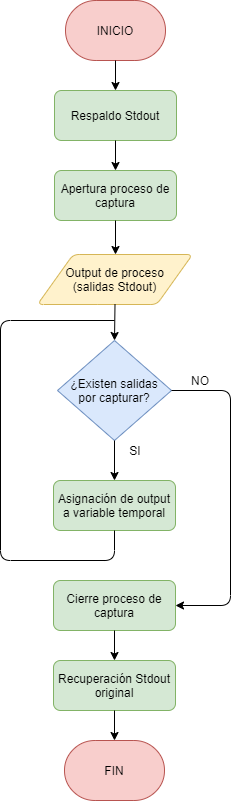 INICIO
Respaldo Stdout
Apertura proceso de
captura
Output de proceso
(salidas Stdout)
¿Existen salidas
por capturar?
NO
SI
Asignación de output
a variable temporal
Cierre proceso de
captura
Recuperación Stdout
original
FIN